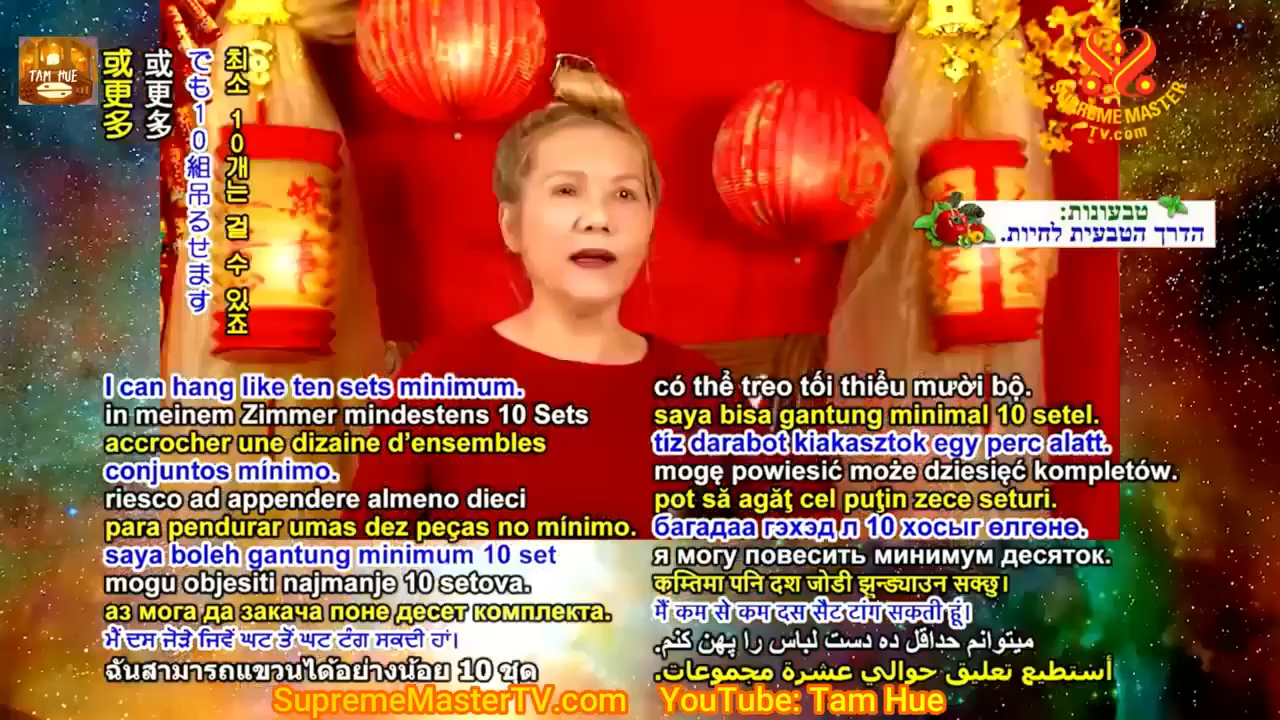 TAM HUE
或更多
或更多
でも10組吊るせます
최소 10개는 걸 수 있죠
SUPREME MASTER
TV.com
טבעונות:
הדרך הטבעית לחיות.
I can hang like ten sets minimum.
in meinem Zimmer mindestens 10 Sets
accrocher une dizaine d’ensembles
conjuntos mínimo.
riesco ad appendere almeno dieci
para pendurar umas dez peças no mínimo.
saya boleh gantung minimum 10 set
mogu objesiti najmanje 10 setova.
аз мога да закача поне десет комплекта.
ਮੈਂ ਦਸ ਜੋੜੇ ਜਿਵੇਂ ਘਟ ਤੋਂ ਘਟ ਟੰਗ ਸਕਦੀ ਹਾਂ।
ฉันสามารถแขวนได้อย่างน้อย 10 ชุด
có thể treo tối thiểu mười bộ.
saya bisa gantung minimal 10 setel.
tíz darabot kiakasztok egy perc alatt.
mogę powiesić może dziesięć kompletów.
pot să agăţ cel puţin zece seturi.
багадаа гэхэд л 10 хосыг өлгөнө.
я могу повесить минимум десяток.
कम्तिमा पनि दश जोडी झुन्ड्याउन सक्छु।
मैं कम से कम दस सैट टांग सकती हूं।
میتوانم حداقل ده دست لباس را پهن کنم.
أستطيع تعليق حوالي عشرة مجموعات.
SupremeMasterTV.com YouTube: Tam Hue